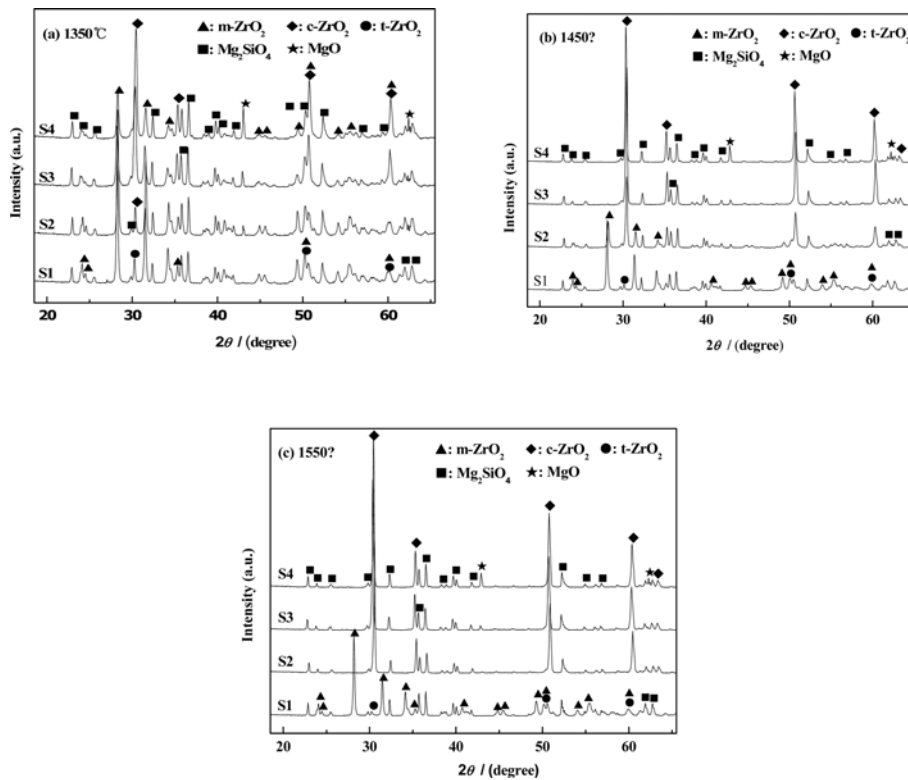 (a) 1350℃
▲: m-ZrO₂ ◆: c-ZrO₂ ●: t-ZrO₂
■: Mg₂SiO₄ ★: MgO
S4
S3
S2
S1
Intensity (a.u.)
20 30 40 50 60
2θ / (degree)
(b) 1450?
▲: m-ZrO₂ ◆: c-ZrO₂ ●: t-ZrO₂
■: Mg₂SiO₄ ★: MgO
S4
S3
S2
S1
Intensity (a.u.)
20 30 40 50 60
2θ / (degree)
(c) 1550?
▲: m-ZrO₂ ◆: c-ZrO₂ ●: t-ZrO₂
■: Mg₂SiO₄ ★: MgO
S4
S3
S2
S1
Intensity (a.u.)
20 30 40 50 60
2θ / (degree)